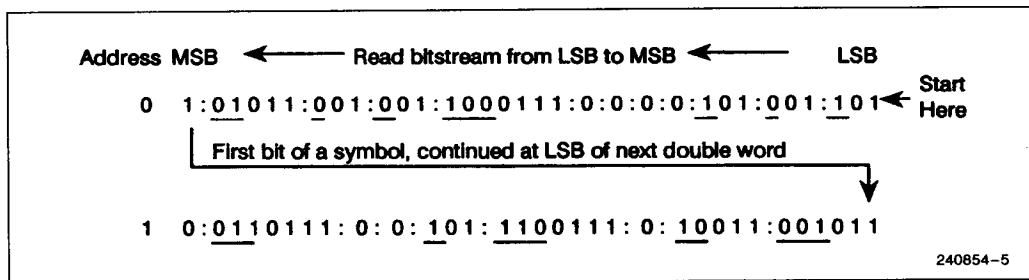 Address MSB Read bitstream from LSB to MSB LSB
Start
0 1:01011:001:001:1000111:0:0:0:0:101:001:101
Here
First bit of a symbol, continued at LSB of next double word
1 0:0110111:0:0:101:1100111:0:10011:001011
240854-5